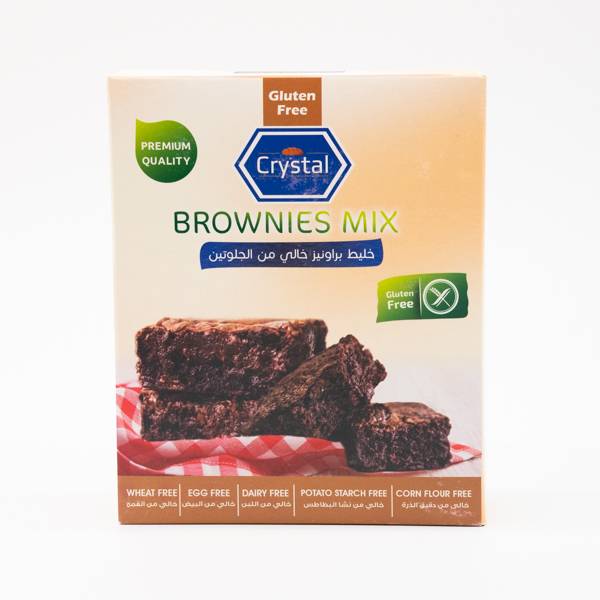 Gluten
Free
PREMIUM
QUALITY
Crystal
BROWNIES MIX
خليط براونيز خالي من الجلوتين
Gluten
Free
WHEAT FREE
خالي من القمح
EGG FREE
خالي من البيض
DAIRY FREE
خالي من اللبن
POTATO STARCH FREE
خالي من نشا البطاطس
CORN FLOUR FREE
خالي من دقيق الذرة